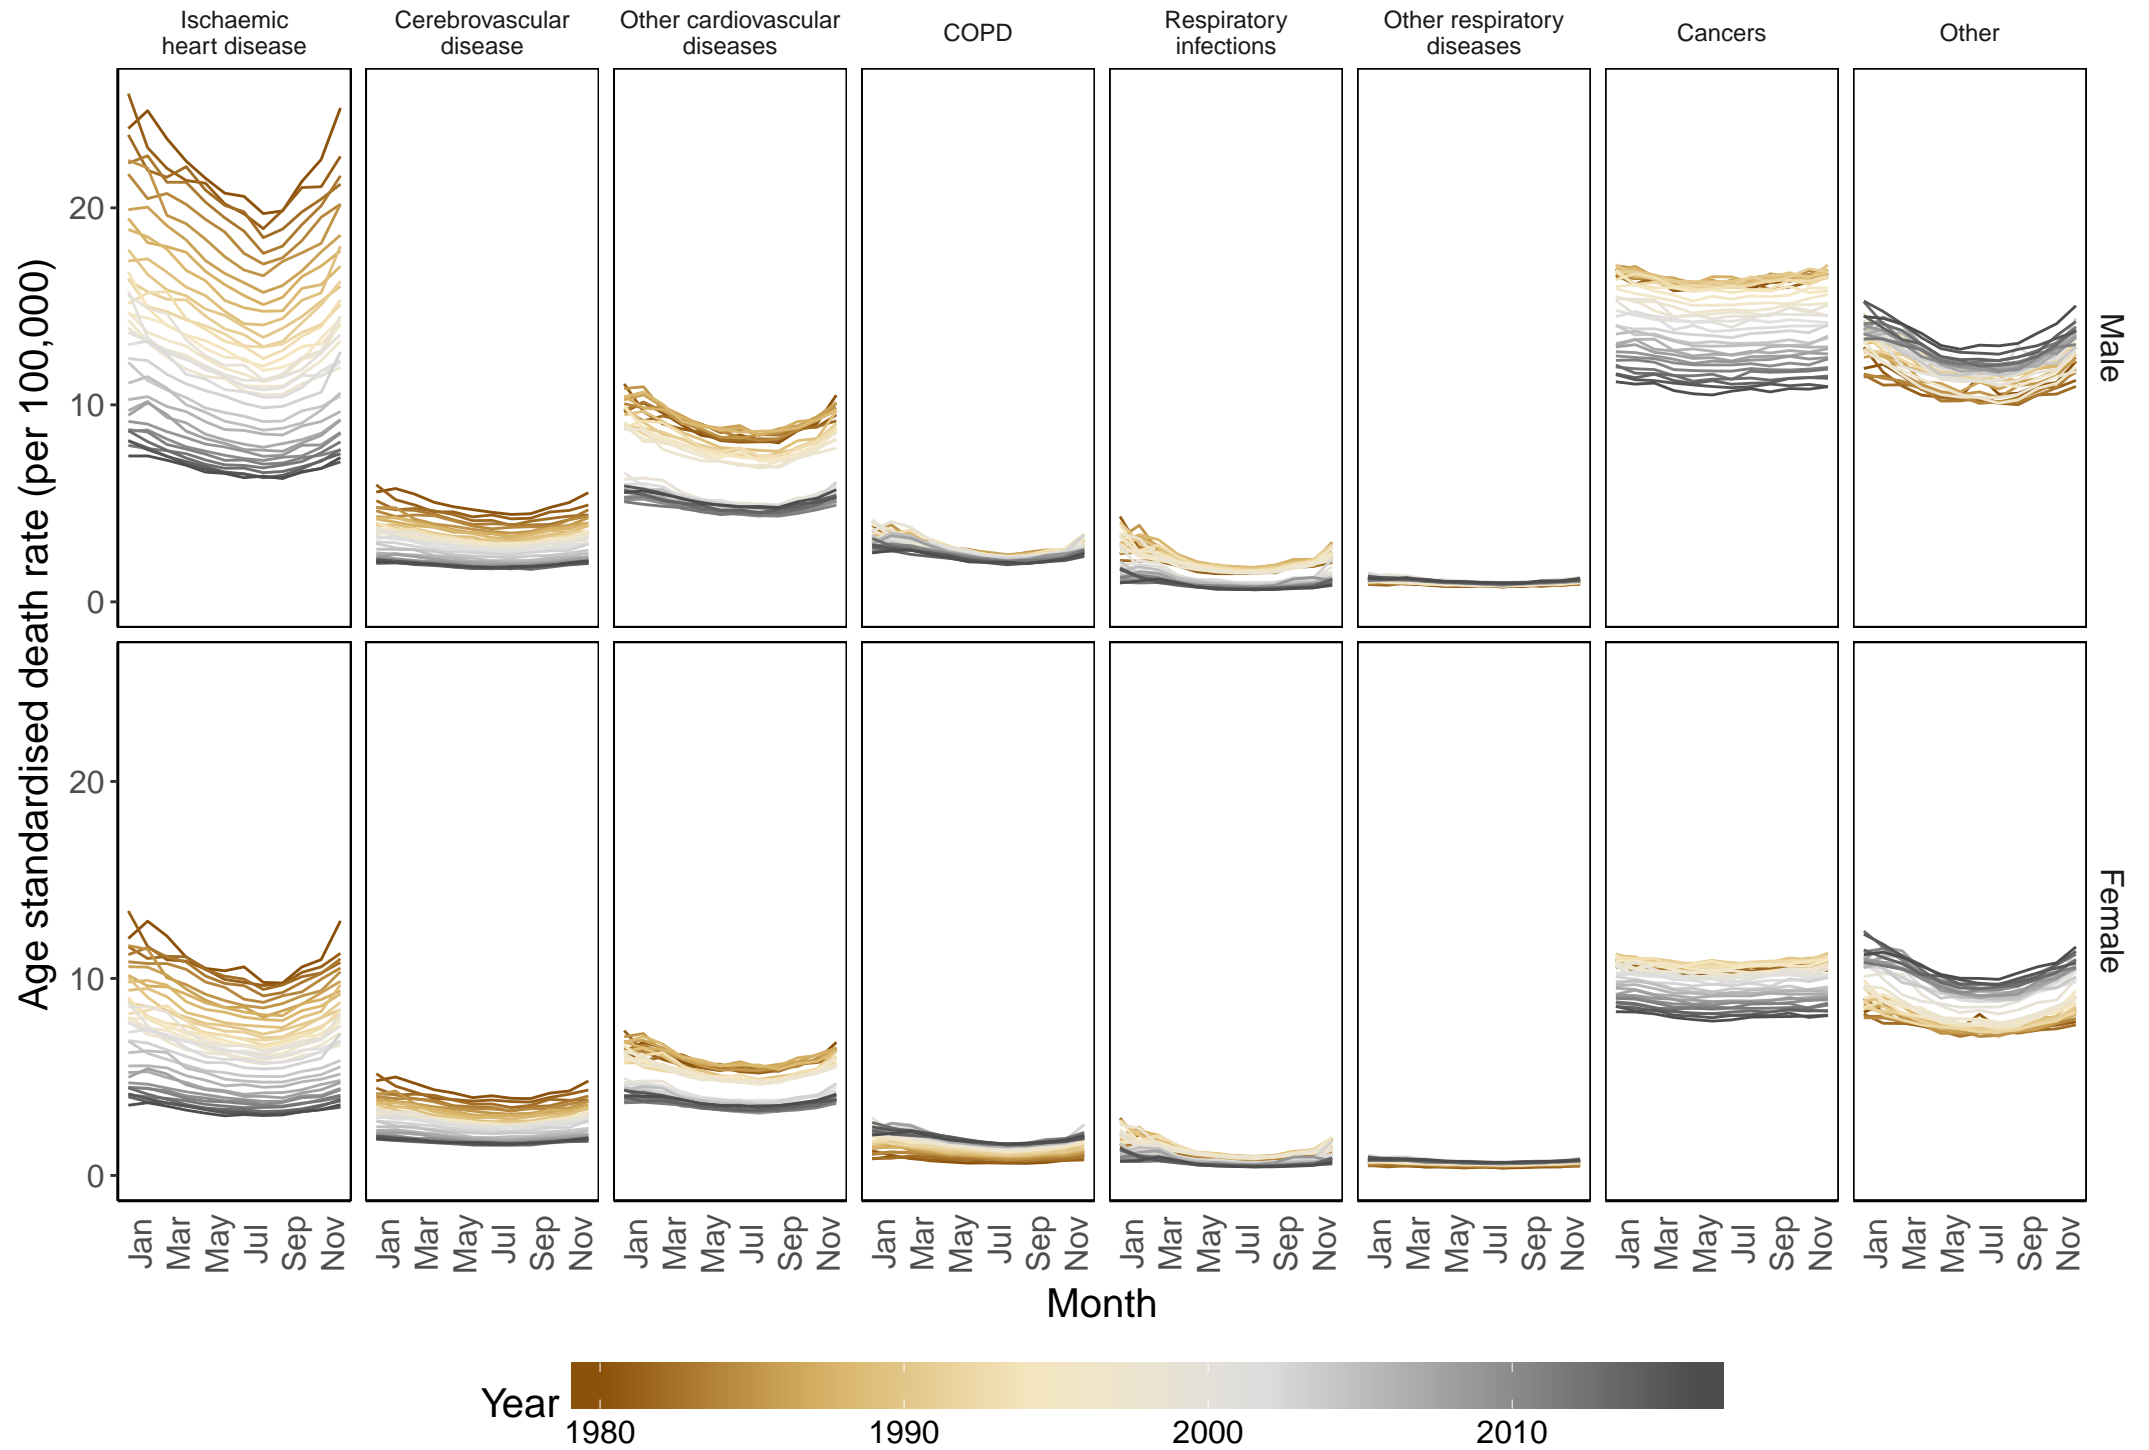 Ischaemic
heart disease
Cerebrovascular
disease
Other cardiovascular
diseases
COPD
Respiratory
infections
Other respiratory
diseases
Cancers
Other
Age standardised death rate (per 100,000)
20
10
0
Male
20
10
0
Female
Jan Mar May Jul Sep Nov
Jan Mar May Jul Sep Nov
Jan Mar May Jul Sep Nov
Jan Mar May Jul Sep Nov
Jan Mar May Jul Sep Nov
Jan Mar May Jul Sep Nov
Jan Mar May Jul Sep Nov
Jan Mar May Jul Sep Nov
Month
Year
1980 1990 2000 2010